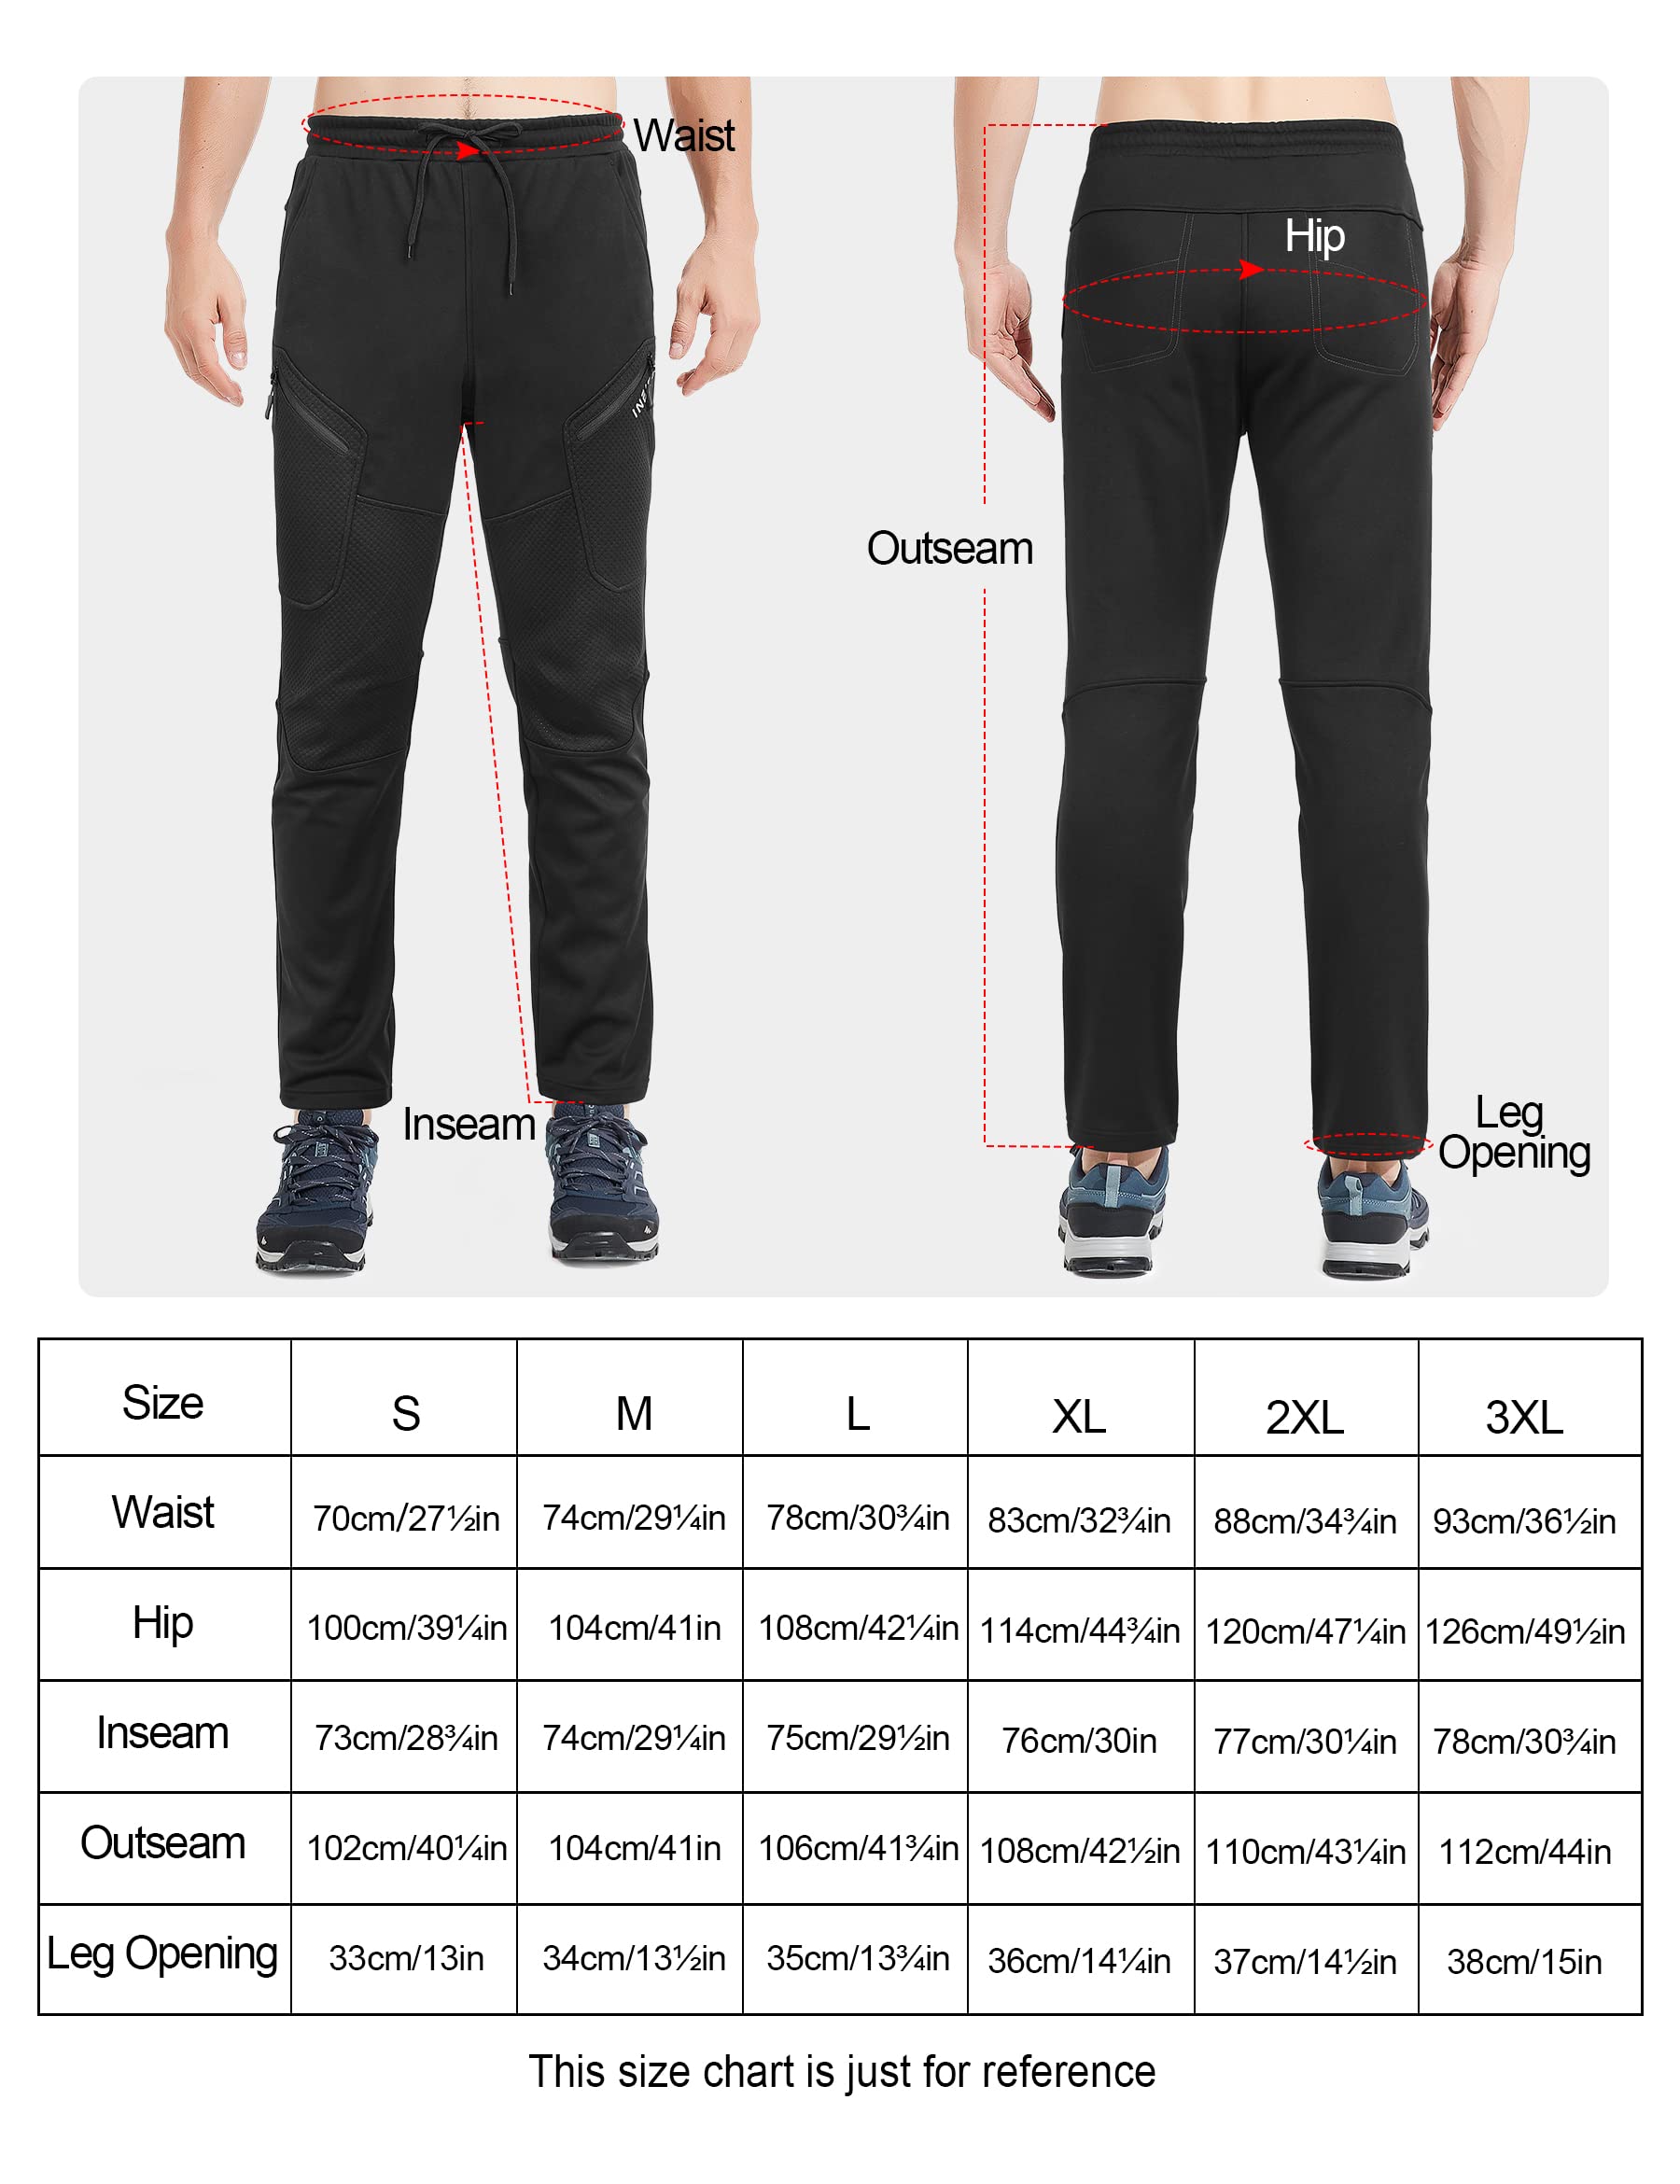 Waist
Hip
Outseam
Inseam
Leg
Opening
Size S M L XL 2XL 3XL
Waist 70cm/27½in 74cm/29¼in 78cm/30¾in 83cm/32¾in 88cm/34¾in 93cm/36½in
Hip 100cm/39¼in 104cm/41in 108cm/42¼in 114cm/44¾in 120cm/47¼in 126cm/49½in
Inseam 73cm/28¾in 74cm/29¼in 75cm/29½in 76cm/30in 77cm/30¼in 78cm/30¾in
Outseam 102cm/40¼in 104cm/41in 106cm/41¾in 108cm/42½in 110cm/43¼in 112cm/44in
Leg Opening 33cm/13in 34cm/13½in 35cm/13¾in 36cm/14¼in 37cm/14½in 38cm/15in
This size chart is just for reference